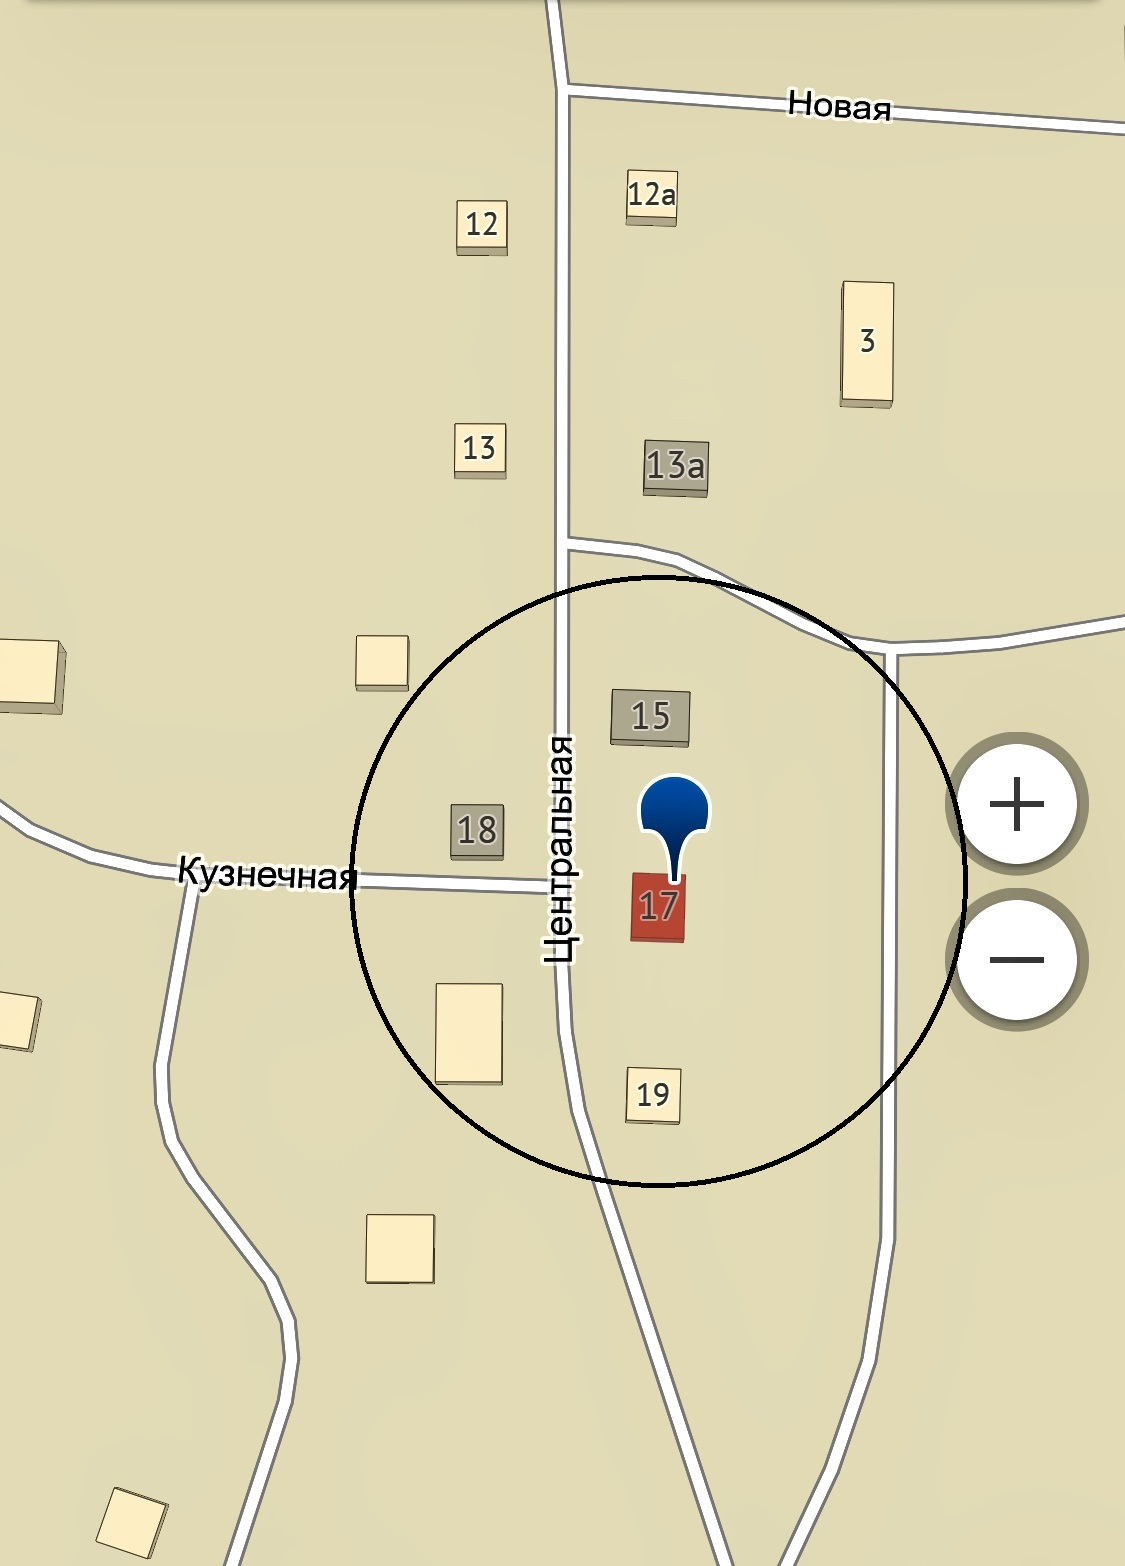 Новая
12а
12
3
13
13а
15
18
Кузнечная
Центральная
17
19